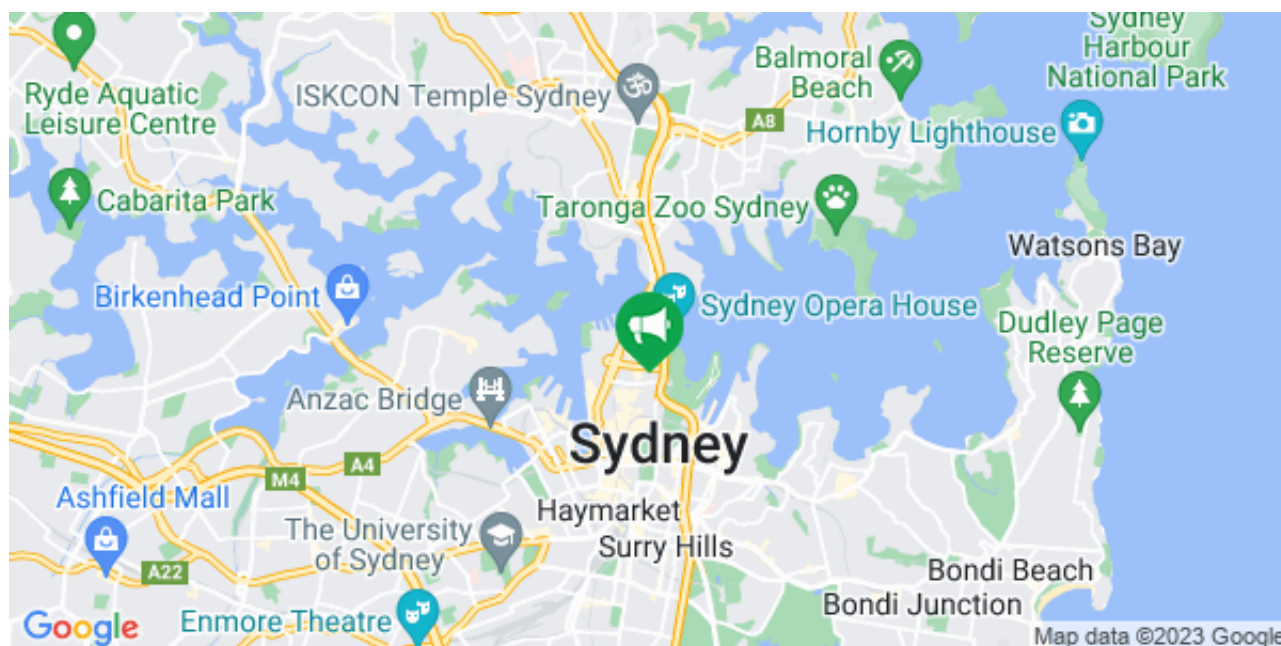 Sydney
Harbour
National Park
Balmoral
Beach
Ryde Aquatic
Leisure Centre
ISKCON Temple Sydney
A8
Hornby Lighthouse
Cabarita Park
Taronga Zoo Sydney
Watsons Bay
Birkenhead Point
Sydney Opera House
Dudley Page
Reserve
Anzac Bridge
Sydney
A4
M4
Ashfield Mall
Haymarket
The University
of Sydney
Surry Hills
A22
Bondi Beach
Bondi Junction
Enmore Theatre
Google
Map data ©2023 Google